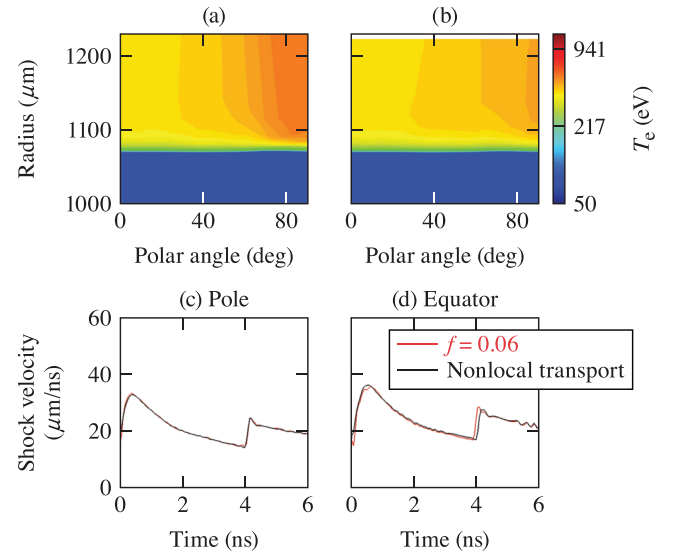 (a)
(b)
1200
1100
1000
Radius (μm)
0
40
80
Polar angle (deg)
0
40
80
Polar angle (deg)
941
217
50
Te (eV)
(c) Pole
(d) Equator
60
40
20
0
Shock velocity
(μm/ns)
f = 0.06
Nonlocal transport
0
2
4
6
Time (ns)
0
2
4
6
Time (ns)